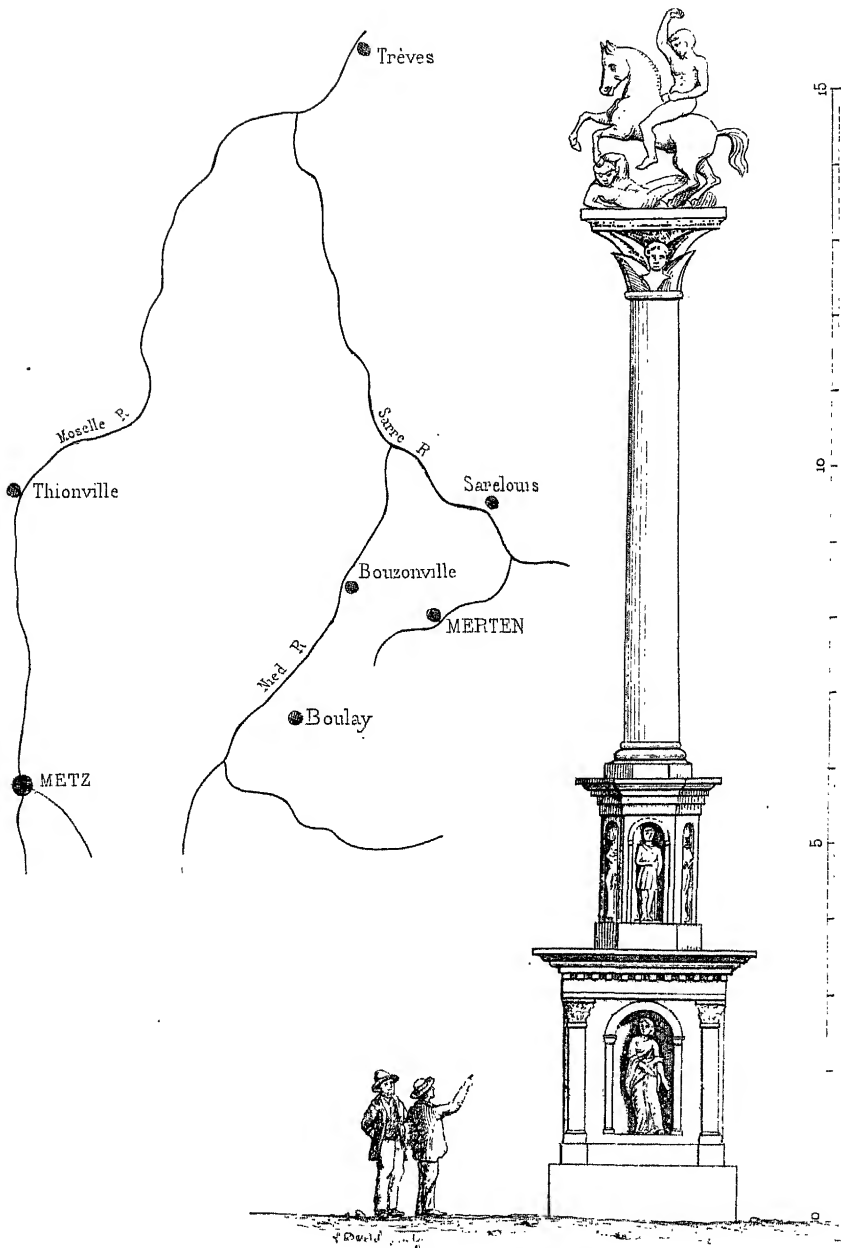 Trèves
15
Moselle R
Sarre R
10
Thionville
Sarelouis
Bouzonville
MERTEN
Nied R
Boulay
METZ
5
0